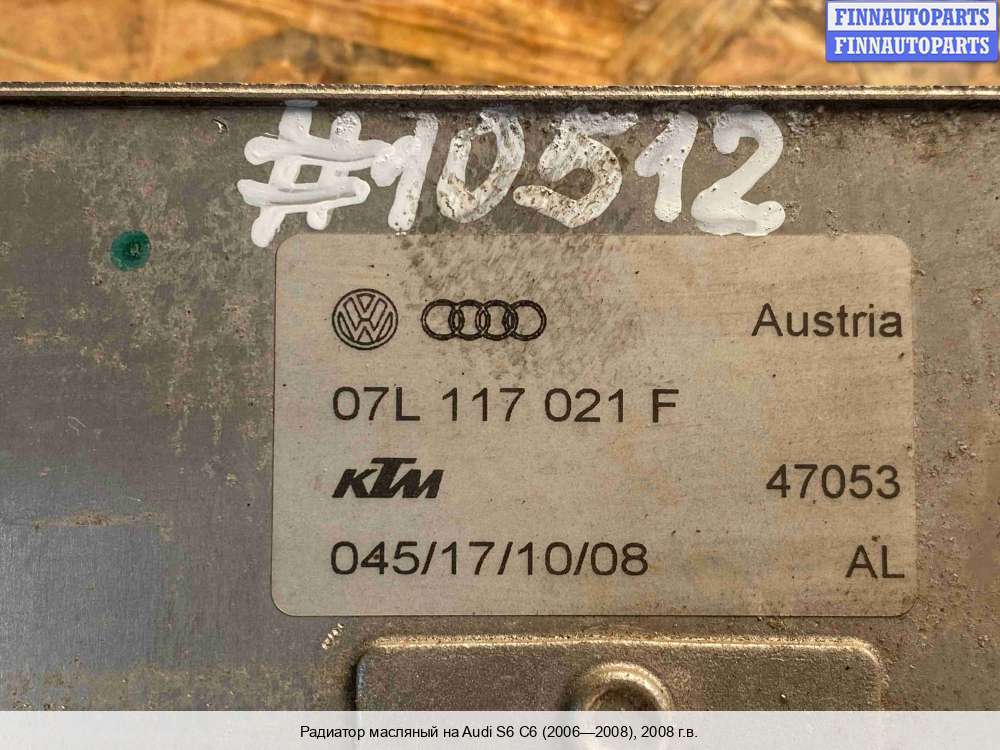 FINNAUTOPARTS
FINNAUTOPARTS
#10512
Austria
07L 117 021 F
KTM 47053
045/17/10/08 AL
Радиатор масляный на Audi S6 C6 (2006—2008), 2008 г.в.